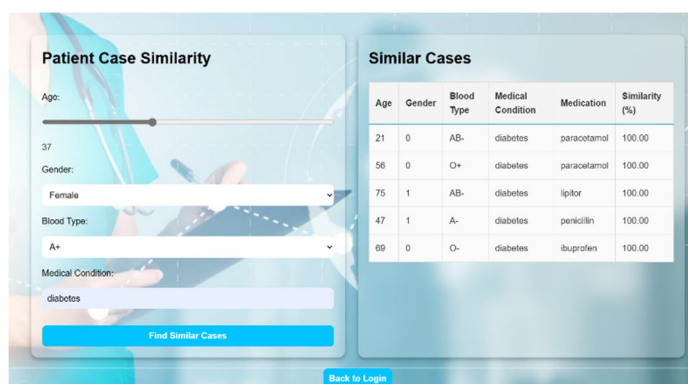 Patient Case Similarity
Age:
37
Gender:
Female
Blood Type:
A+
Medical Condition:
diabetes
Find Similar Cases
Similar Cases
Age Gender Blood Type Medical Condition Medication Similarity (%)
21 0 AB- diabetes paracetamol 100.00
56 0 O+ diabetes paracetamol 100.00
75 1 AB- diabetes lipitor 100.00
47 1 A- diabetes penicillin 100.00
69 0 O- diabetes ibuprofen 100.00
Back to Login